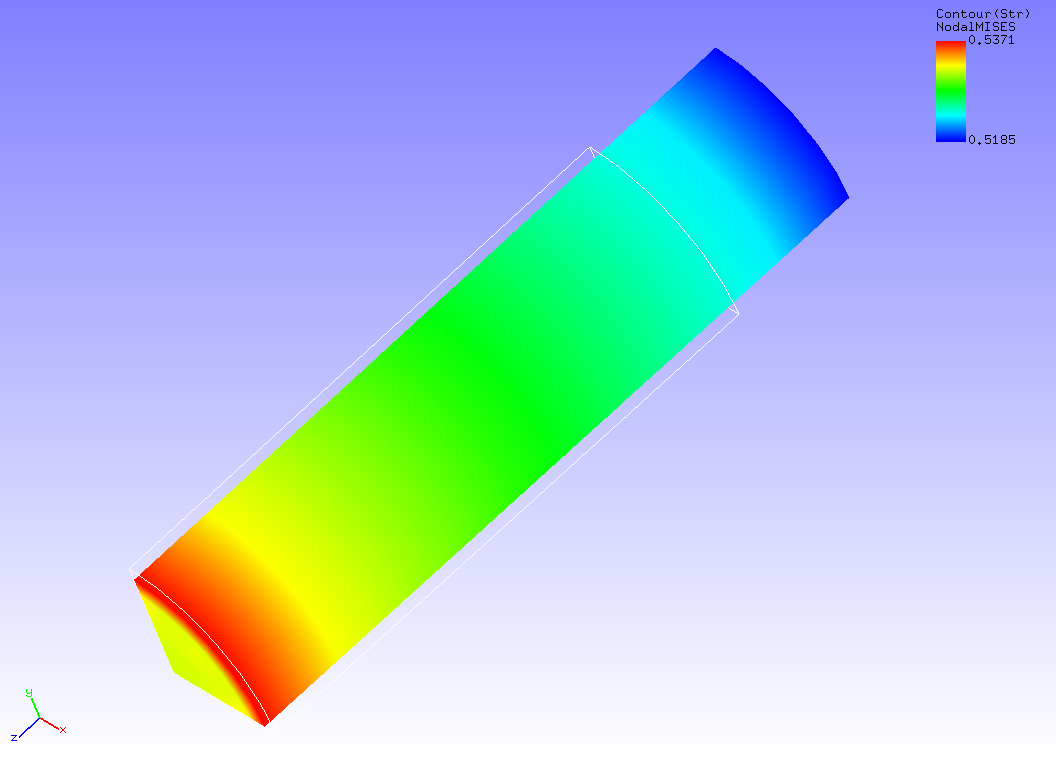 Contour(Str)
NodalMISES
0.5371
0.5185
y
z
x